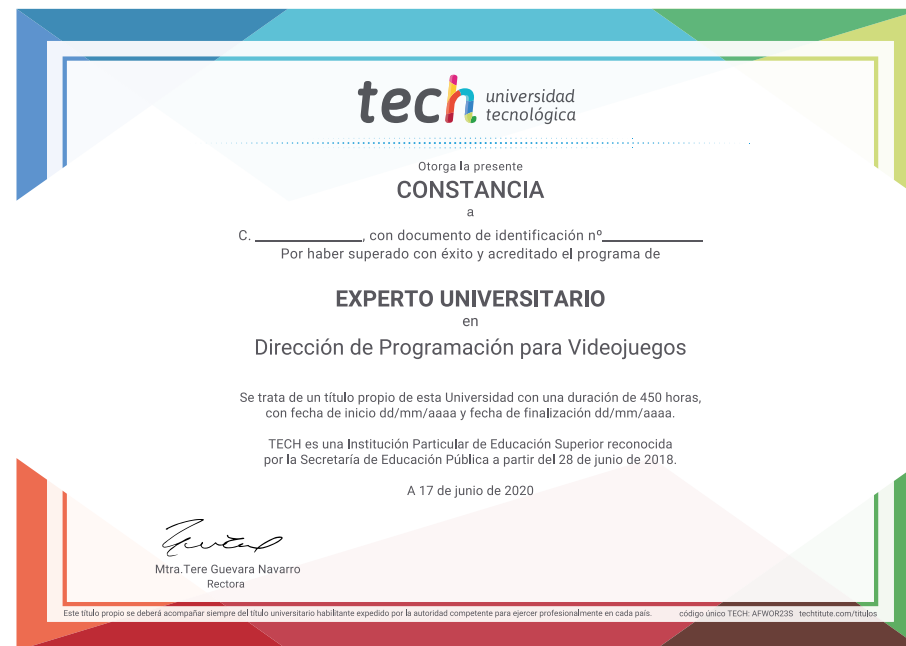 tech universidad
tecnológica
Otorga la presente
CONSTANCIA
a
C. ____________, con documento de identificación nº____________
Por haber superado con éxito y acreditado el programa de
EXPERTO UNIVERSITARIO
en
Dirección de Programación para Videojuegos
Se trata de un título propio de esta Universidad con una duración de 450 horas,
con fecha de inicio dd/mm/aaaa y fecha de finalización dd/mm/aaaa.
TECH es una Institución Particular de Educación Superior reconocida
por la Secretaría de Educación Pública a partir del 28 de junio de 2018.
A 17 de junio de 2020
Mtra.Tere Guevara Navarro
Rectora
Este título propio se deberá acompañar siempre del título universitario habilitante expedido por la autoridad competente para ejercer profesionalmente en cada país. código único TECH: AFWOR23S techtitute.com/titulos